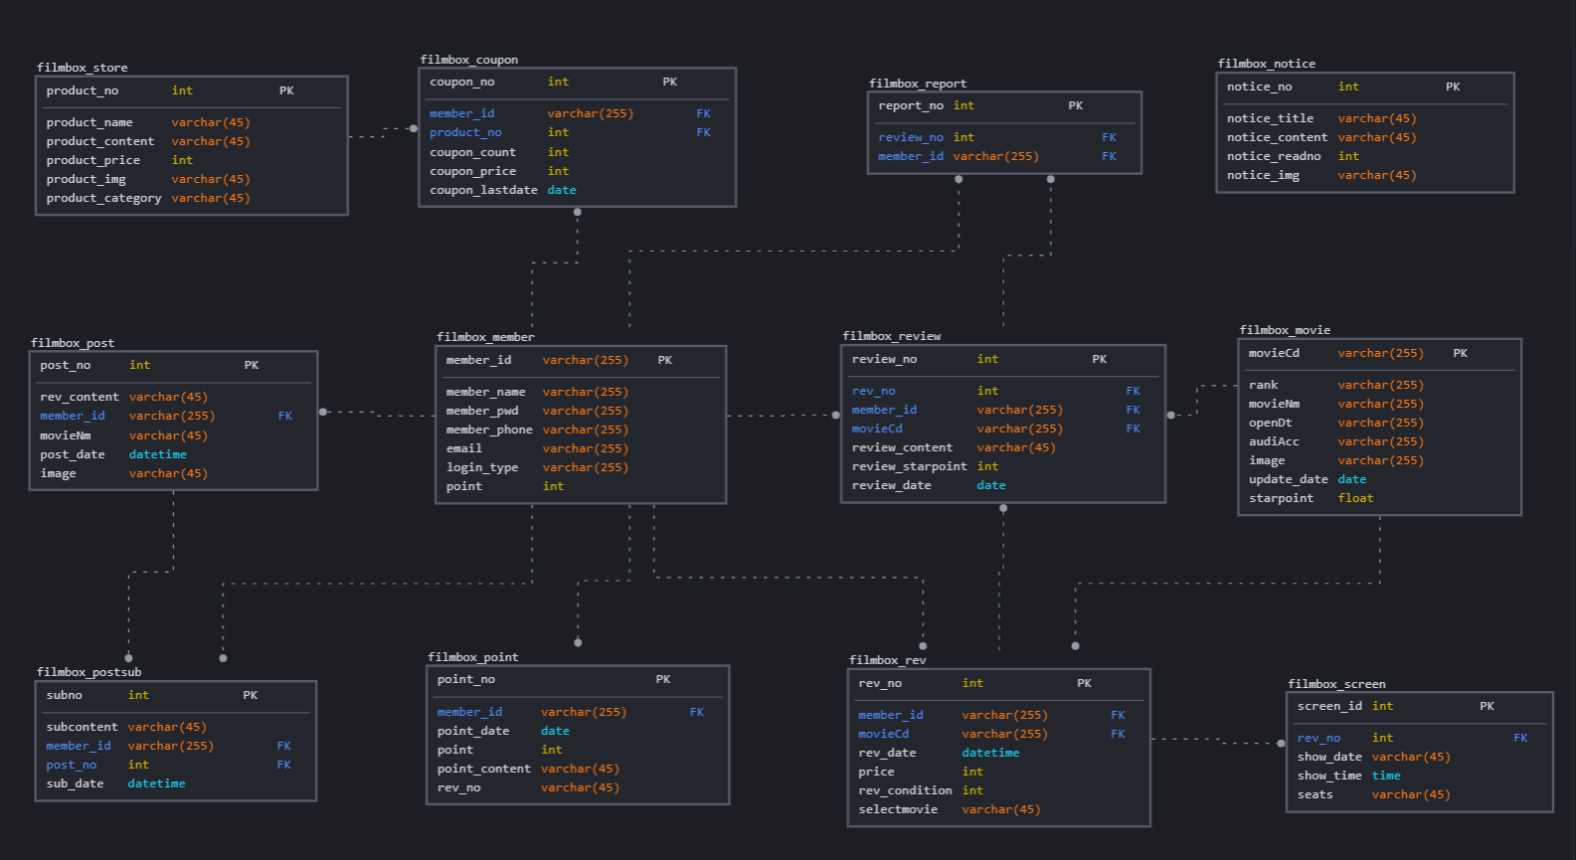 filmbox_store
product_no int PK
product_name varchar(45)
product_content varchar(45)
product_price int
product_img varchar(45)
product_category varchar(45)
filmbox_coupon
coupon_no int PK
member_id varchar(255) FK
product_no int FK
coupon_count int
coupon_price int
coupon_lastdate date
filmbox_report
report_no int PK
review_no int FK
member_id varchar(255) FK
filmbox_notice
notice_no int PK
notice_title varchar(45)
notice_content varchar(45)
notice_readno int
notice_img varchar(45)
filmbox_post
post_no int PK
rev_content varchar(45)
member_id varchar(255) FK
movieNm varchar(45)
post_date datetime
image varchar(45)
filmbox_member
member_id varchar(255) PK
member_name varchar(255)
member_pwd varchar(255)
member_phone varchar(255)
email varchar(255)
login_type varchar(255)
point int
filmbox_review
review_no int PK
rev_no int FK
member_id varchar(255) FK
movieCd varchar(255) FK
review_content varchar(45)
review_starpoint int
review_date date
filmbox_movie
movieCd varchar(255) PK
rank varchar(255)
movieNm varchar(255)
openDt varchar(255)
audiAcc varchar(255)
image varchar(255)
update_date date
starpoint float
filmbox_postsub
subno int PK
subcontent varchar(45)
member_id varchar(255) FK
post_no int FK
sub_date datetime
filmbox_point
point_no PK
member_id varchar(255) FK
point_date date
point int
point_content varchar(45)
rev_no varchar(45)
filmbox_rev
rev_no int PK
member_id varchar(255) FK
movieCd varchar(255) FK
rev_date datetime
price int
rev_condition int
selectmovie varchar(45)
filmbox_screen
screen_id int PK
rev_no int FK
show_date varchar(45)
show_time time
seats varchar(45)